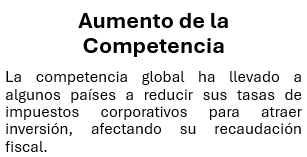 Aumento de la
Competencia
La competencia global ha llevado a
algunos países a reducir sus tasas de
impuestos corporativos para atraer
inversión, afectando su recaudación
fiscal.